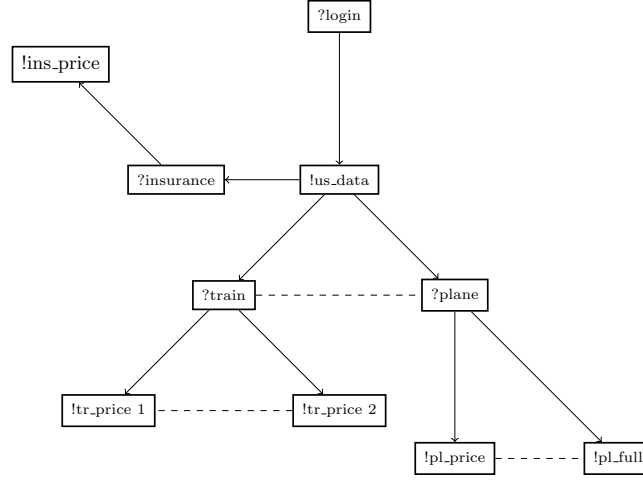 ?login
!ins_price
?insurance
!us_data
?train
?plane
!tr_price 1
!tr_price 2
!pl_price
!pl_full